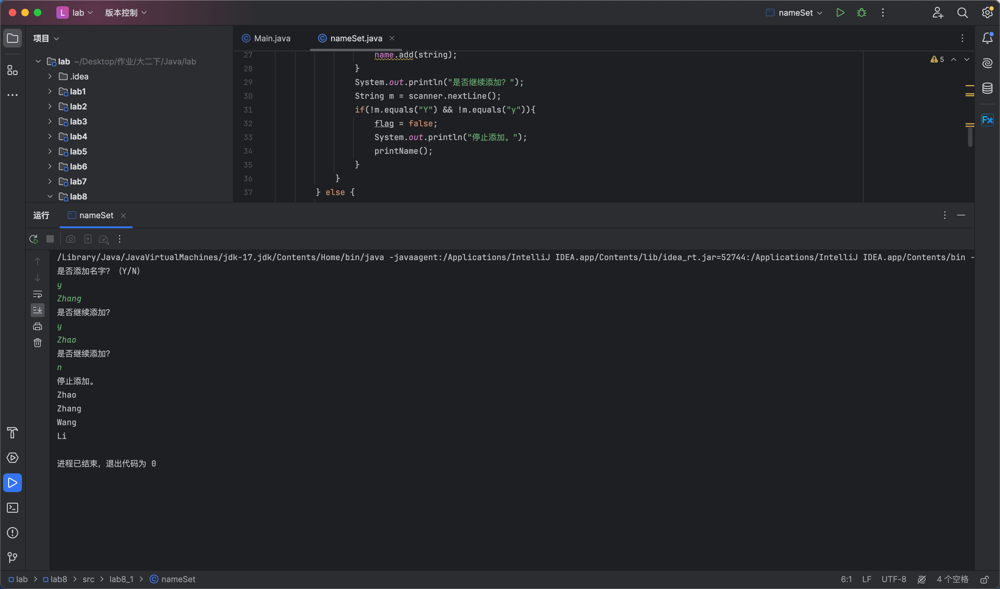 L lab 版本控制 nameSet
项目
Main.java nameSet.java
lab ~/Desktop/作业/大二下/Java/lab
.idea
lab1
lab2
lab3
lab4
lab5
lab6
lab7
lab8
27 name.add(string);
28 }
29 System.out.println("是否继续添加？");
30 String m = scanner.nextLine();
31 if(!m.equals("Y") && !m.equals("y")){
32 flag = false;
33 System.out.println("停止添加。");
34 printName();
35 }
36 }
37 } else {
5
Fx
运行 nameSet
/Library/Java/JavaVirtualMachines/jdk-17.jdk/Contents/Home/bin/java -javaagent:/Applications/IntelliJ IDEA.app/Contents/lib/idea_rt.jar=52744:/Applications/IntelliJ IDEA.app/Contents/bin -
是否添加名字？（Y/N）
y
Zhang
是否继续添加？
y
Zhao
是否继续添加？
n
停止添加。
Zhao
Zhang
Wang
Li
进程已结束，退出代码为 0
lab > lab8 > src > lab8_1 > nameSet
6:1 LF UTF-8 4 个空格